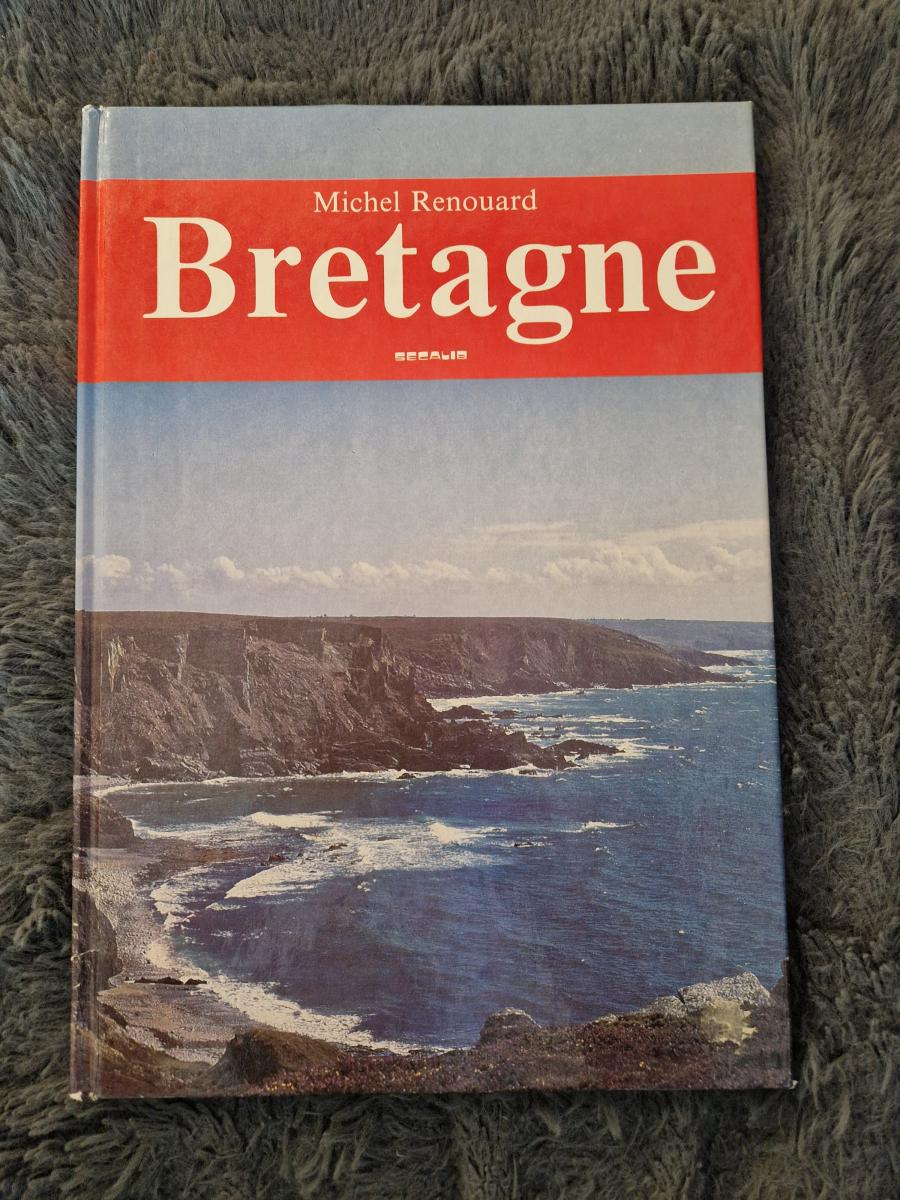 Michel Renouard
Bretagne
SECALIB